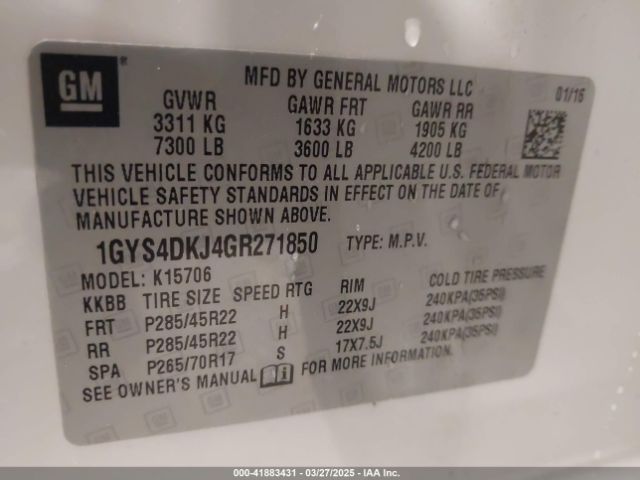 GM ®
MFD BY GENERAL MOTORS LLC
01/16
GVWR GAWR FRT GAWR RR
3311 KG 1633 KG 1905 KG
7300 LB 3600 LB 4200 LB
THIS VEHICLE CONFORMS TO ALL APPLICABLE U.S. FEDERAL MOTOR
VEHICLE SAFETY STANDARDS IN EFFECT ON THE DATE OF
MANUFACTURE SHOWN ABOVE.
1GYS4DKJ4GR271850 TYPE: M.P.V.
MODEL: K15706
KKBB TIRE SIZE SPEED RTG RIM COLD TIRE PRESSURE
FRT P285/45R22 H 22X9J 240KPA(35PSI)
RR P285/45R22 H 22X9J 240KPA(35PSI)
SPA P265/70R17 S 17X7.5J 240KPA(35PSI)
SEE OWNER'S MANUAL FOR MORE INFORMATION.
000-41883431 - 03/27/2025 - IAAI.COM